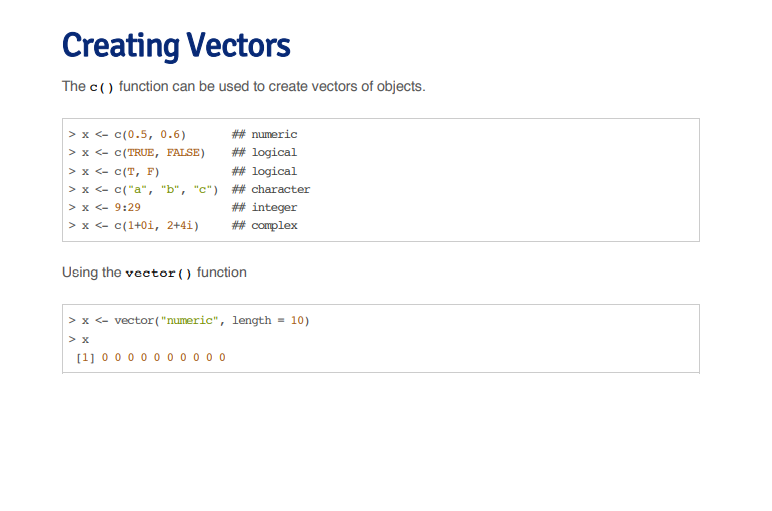 Creating Vectors
The c() function can be used to create vectors of objects.
> x <- c(0.5, 0.6)       ## numeric
> x <- c(TRUE, FALSE)    ## logical
> x <- c(T, F)           ## logical
> x <- c("a", "b", "c")  ## character
> x <- 9:29              ## integer
> x <- c(1+0i, 2+4i)     ## complex
Using the vector() function
> x <- vector("numeric", length = 10)
> x
[1] 0 0 0 0 0 0 0 0 0 0